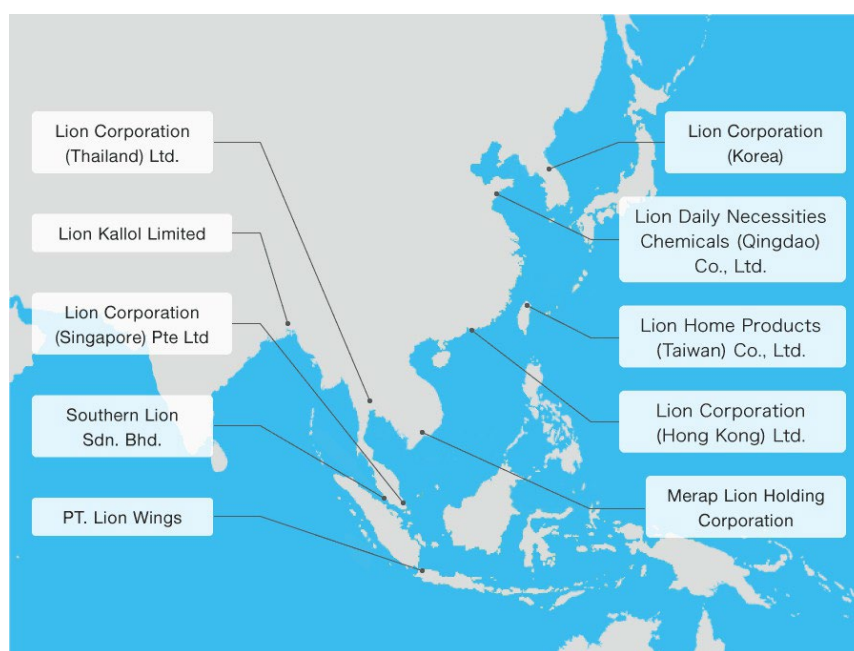 Lion Corporation
(Thailand) Ltd.
Lion Kallol Limited
Lion Corporation
(Singapore) Pte Ltd
Southern Lion
Sdn. Bhd.
PT. Lion Wings
Lion Corporation
(Korea)
Lion Daily Necessities
Chemicals (Qingdao)
Co., Ltd.
Lion Home Products
(Taiwan) Co., Ltd.
Lion Corporation
(Hong Kong) Ltd.
Merap Lion Holding
Corporation